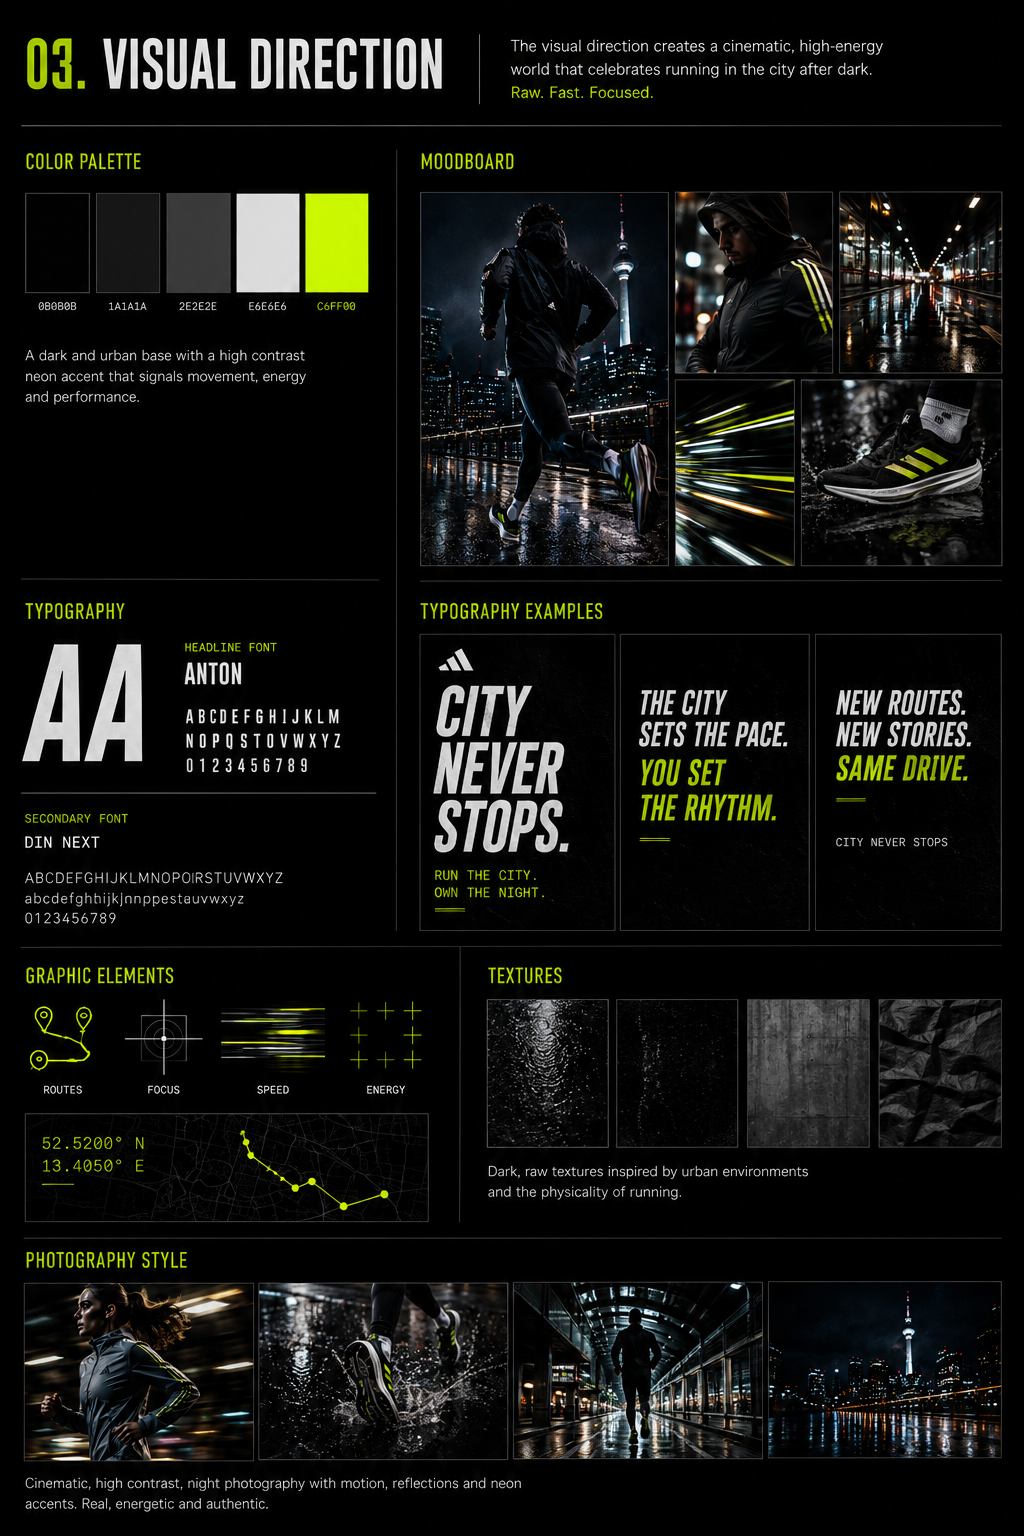 03. VISUAL DIRECTION
The visual direction creates a cinematic, high-energy
world that celebrates running in the city after dark.
Raw. Fast. Focused.
COLOR PALETTE
0B0B0B
1A1A1A
2E2E2E
E6E6E6
C6FF00
A dark and urban base with a high contrast
neon accent that signals movement, energy
and performance.
MOODBOARD
TYPOGRAPHY
AA
HEADLINE FONT
ANTON
ABCDEFGHIJKLM
NOPQSTOVWXYZ
0123456789
SECONDARY FONT
DIN NEXT
ABCDEFGHIJKLMNOPOIRSTUVWXYZ
abcdefghhijkjnnppestauvwxyz
0123456789
TYPOGRAPHY EXAMPLES
CITY
NEVER
STOPS.
RUN THE CITY.
OWN THE NIGHT.
THE CITY
SETS THE PACE.
YOU SET
THE RHYTHM.
NEW ROUTES.
NEW STORIES.
SAME DRIVE.
CITY NEVER STOPS
GRAPHIC ELEMENTS
ROUTES
FOCUS
SPEED
ENERGY
52.5200° N
13.4050° E
TEXTURES
Dark, raw textures inspired by urban environments
and the physicality of running.
PHOTOGRAPHY STYLE
Cinematic, high contrast, night photography with motion, reflections and neon
accents. Real, energetic and authentic.